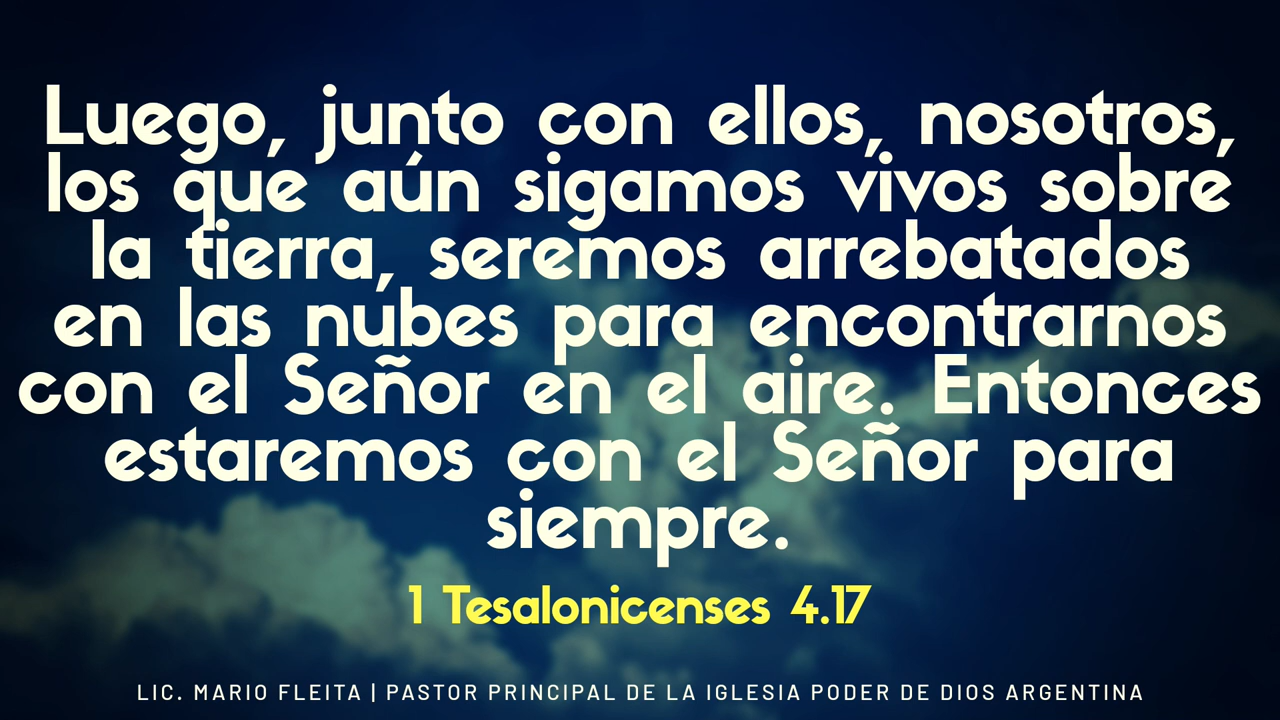 Luego, junto con ellos, nosotros,
los que aún sigamos vivos sobre
la tierra, seremos arrebatados
en las nubes para encontrarnos
con el Señor en el aire. Entonces
estaremos con el Señor para
siempre.
1 Tesalonicenses 4.17
LIC. MARIO FLEITA | PASTOR PRINCIPAL DE LA IGLESIA PODER DE DIOS ARGENTINA